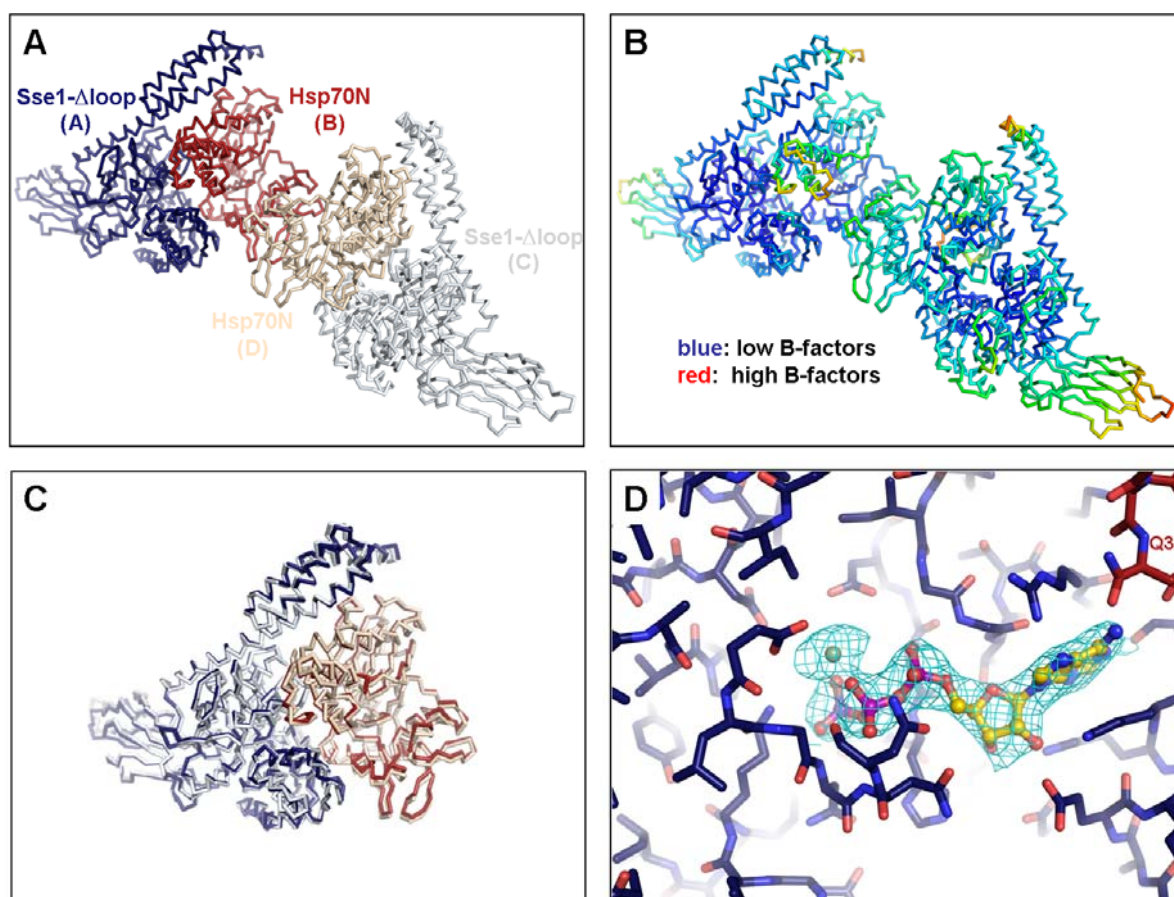 A
Sse1-Δloop
(A)
Hsp70N
(B)
Sse1-Δloop
(C)
Hsp70N
(D)
B
blue: low B-factors
red: high B-factors
C
D
Q3